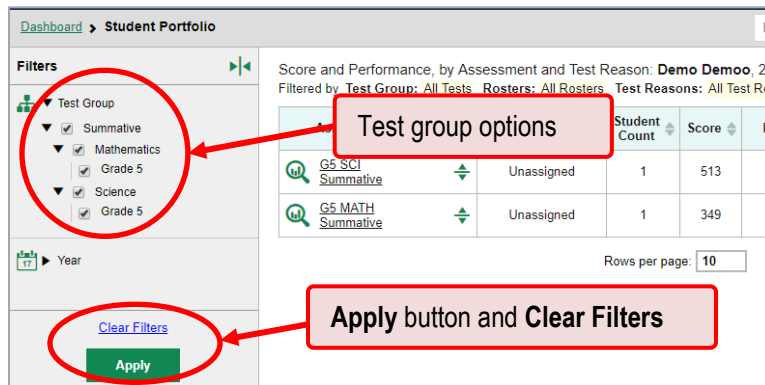 Dashboard > Student Portfolio
Filters
Test Group
Summative
Mathematics
Grade 5
Science
Grade 5
17
Year
Clear Filters
Apply
Score and Performance, by Assessment and Test Reason: Demo Demoo, 2
Filtered by Test Group: All Tests Rosters: All Rosters Test Reasons: All Test R
Test group options
Student Count
Score
G5 SCI Summative
Unassigned
1
513
G5 MATH Summative
Unassigned
1
349
Rows per page: 10
Apply button and Clear Filters